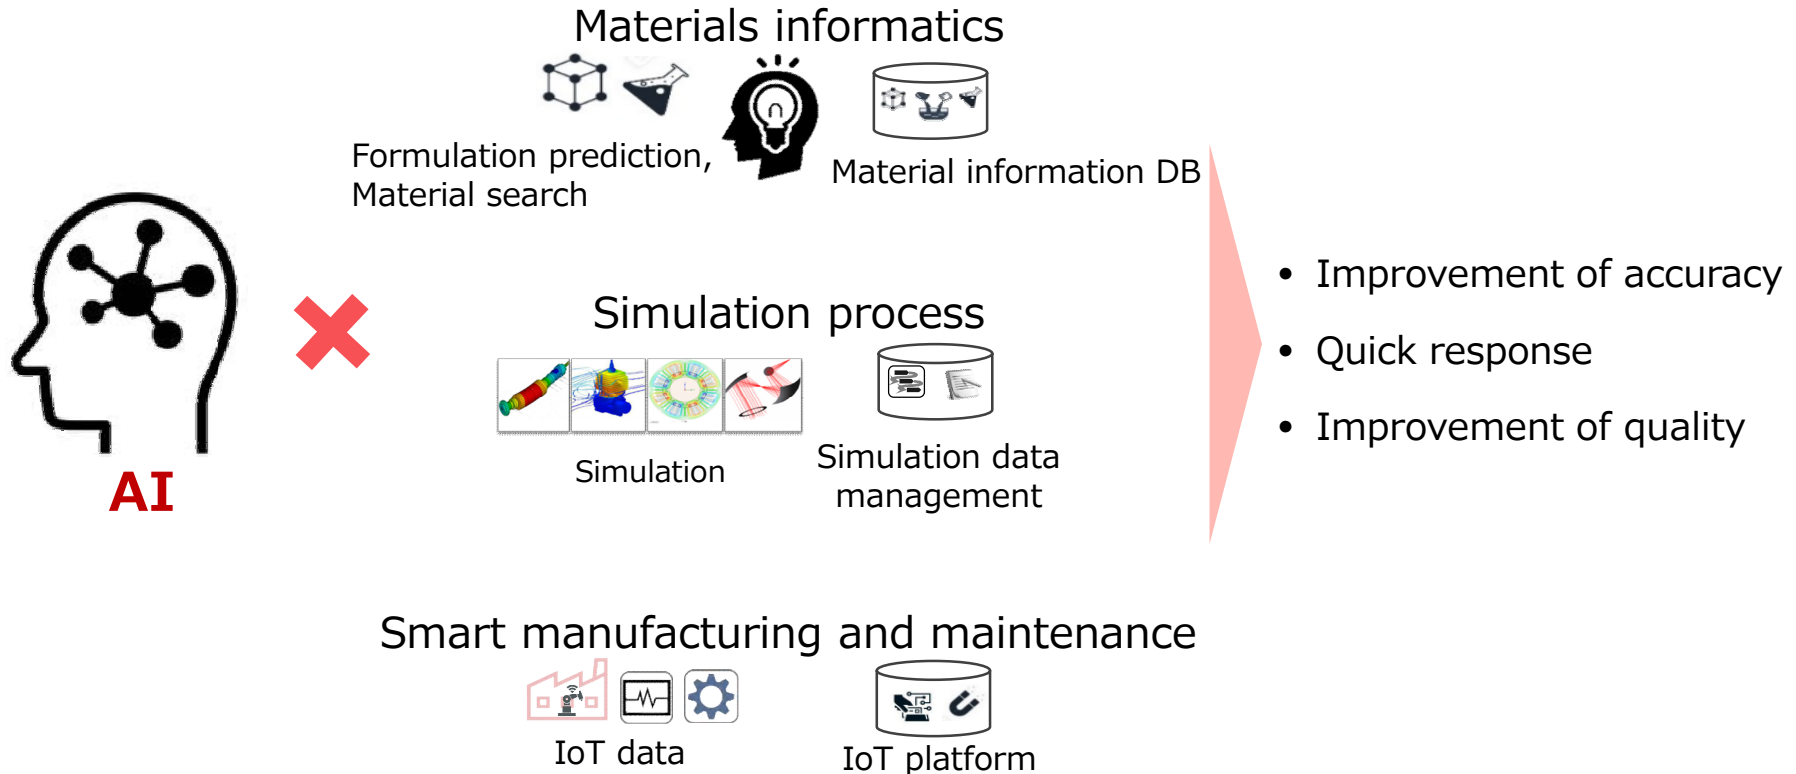 Materials informatics
Formulation prediction,
Material search
Material information DB
AI
Simulation process
Simulation
Simulation data
management
Smart manufacturing and maintenance
IoT data
IoT platform
• Improvement of accuracy
• Quick response
• Improvement of quality